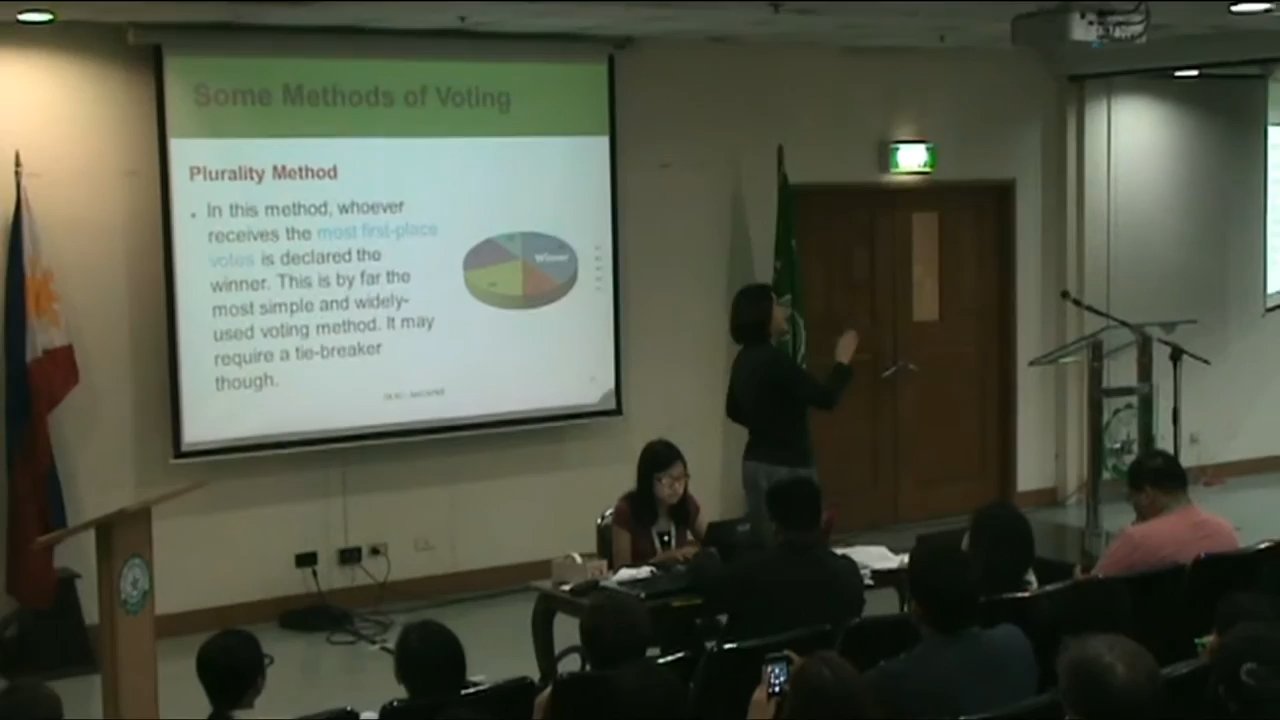 Some Methods of Voting
Plurality Method
. In this method, whoever
receives the most first-place
votes is declared the
winner. This is by far the
most simple and widely-
used voting method. It may
require a tie-breaker
though.
Winner